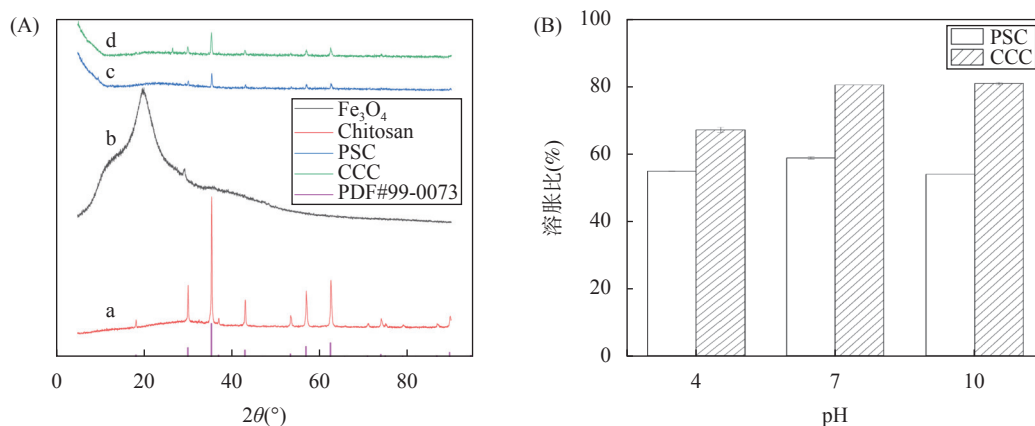 (A)
d
c
b
a
Fe₃O₄
Chitosan
PSC
CCC
PDF#99-0073
0
20
40
60
80
2θ(°)
(B)
100
80
60
40
20
0
溶胀比(%)
PSC
CCC
4
7
10
pH